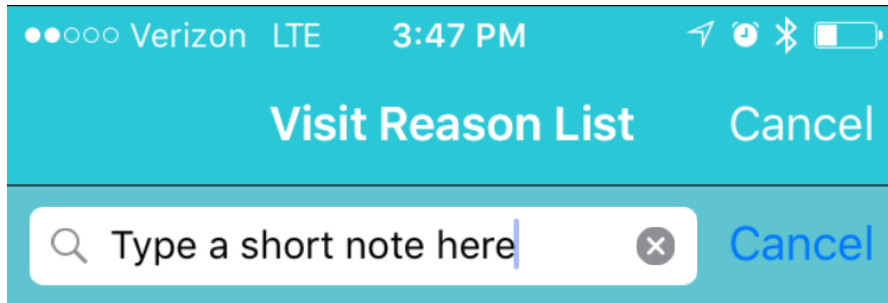 Verizon LTE 3:47 PM
Visit Reason List Cancel
Type a short note here Cancel